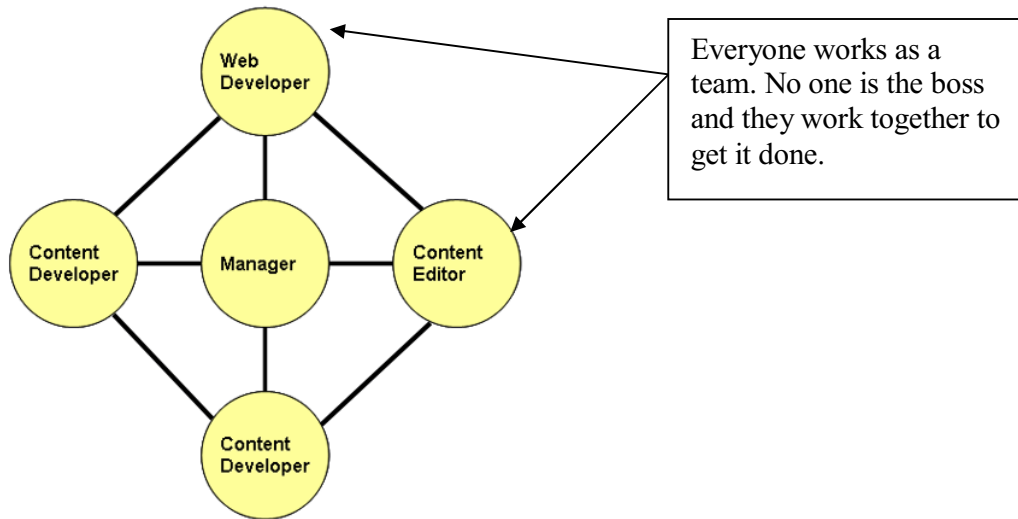 Web
Developer
Everyone works as a
team. No one is the boss
and they work together to
get it done.
Content
Developer
Manager
Content
Editor
Content
Developer